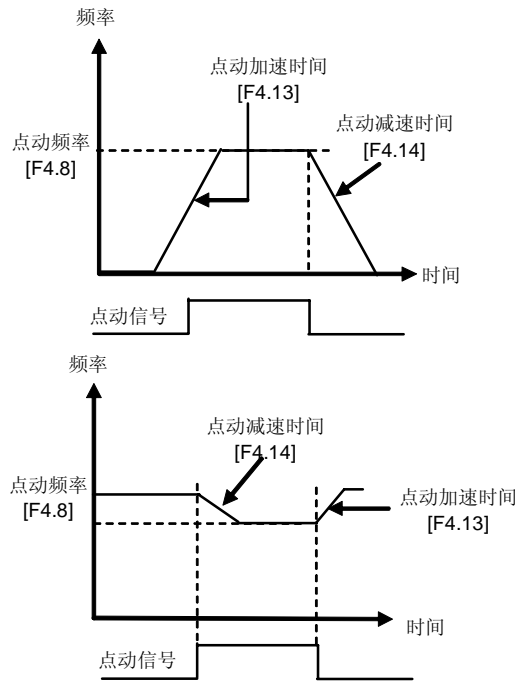 频率
点动加速时间
[F4.13]
点动减速时间
[F4.14]
点动频率
[F4.8]
时间
点动信号
频率
点动减速时间
[F4.14]
点动频率
[F4.8]
点动加速时间
[F4.13]
时间
点动信号